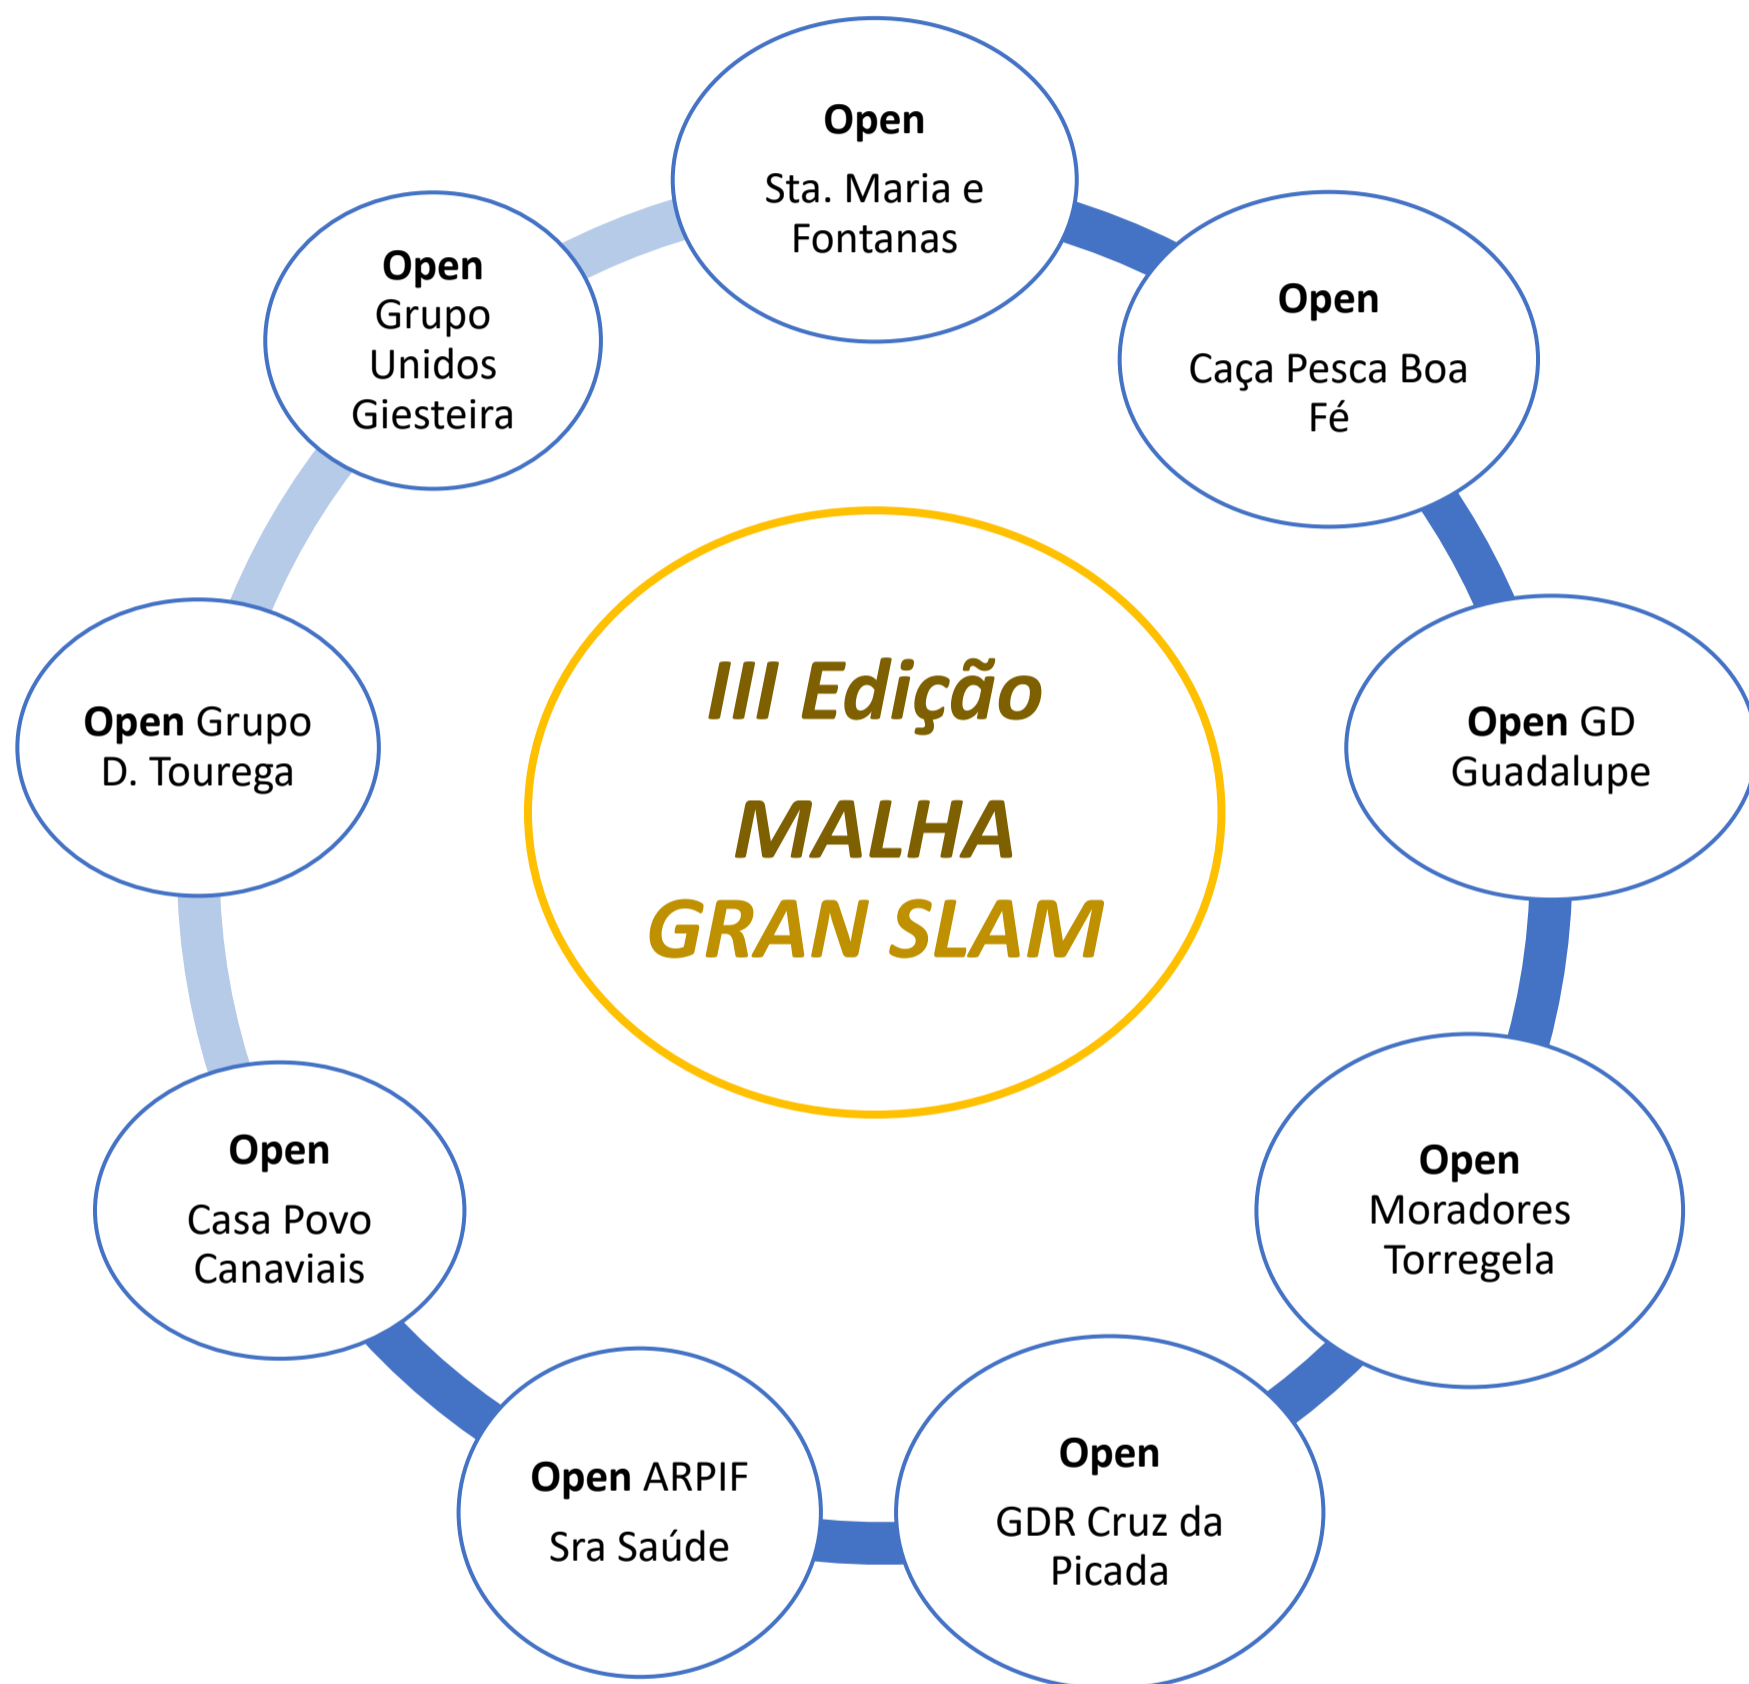 Open
Sta. Maria e
Fontanas
Open
Caça Pesca Boa
Fé
Open GD
Guadalupe
Open
Moradores
Torregela
Open
GDR Cruz da
Picada
Open ARPIF
Sra Saúde
Open
Casa Povo
Canaviais
Open Grupo
D. Tourega
Open
Grupo
Unidos
Giesteira
III Edição
MALHA
GRAN SLAM